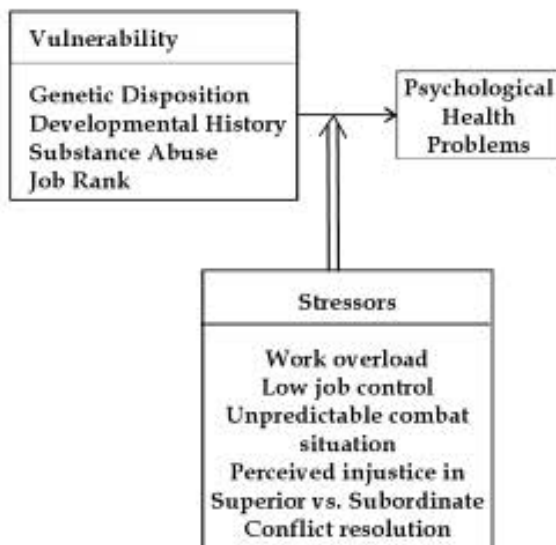 Vulnerability
Genetic Disposition
Developmental History
Substance Abuse
Job Rank
Psychological
Health
Problems
Stressors
Work overload
Low job control
Unpredictable combat
situation
Perceived injustice in
Superior vs. Subordinate
Conflict resolution